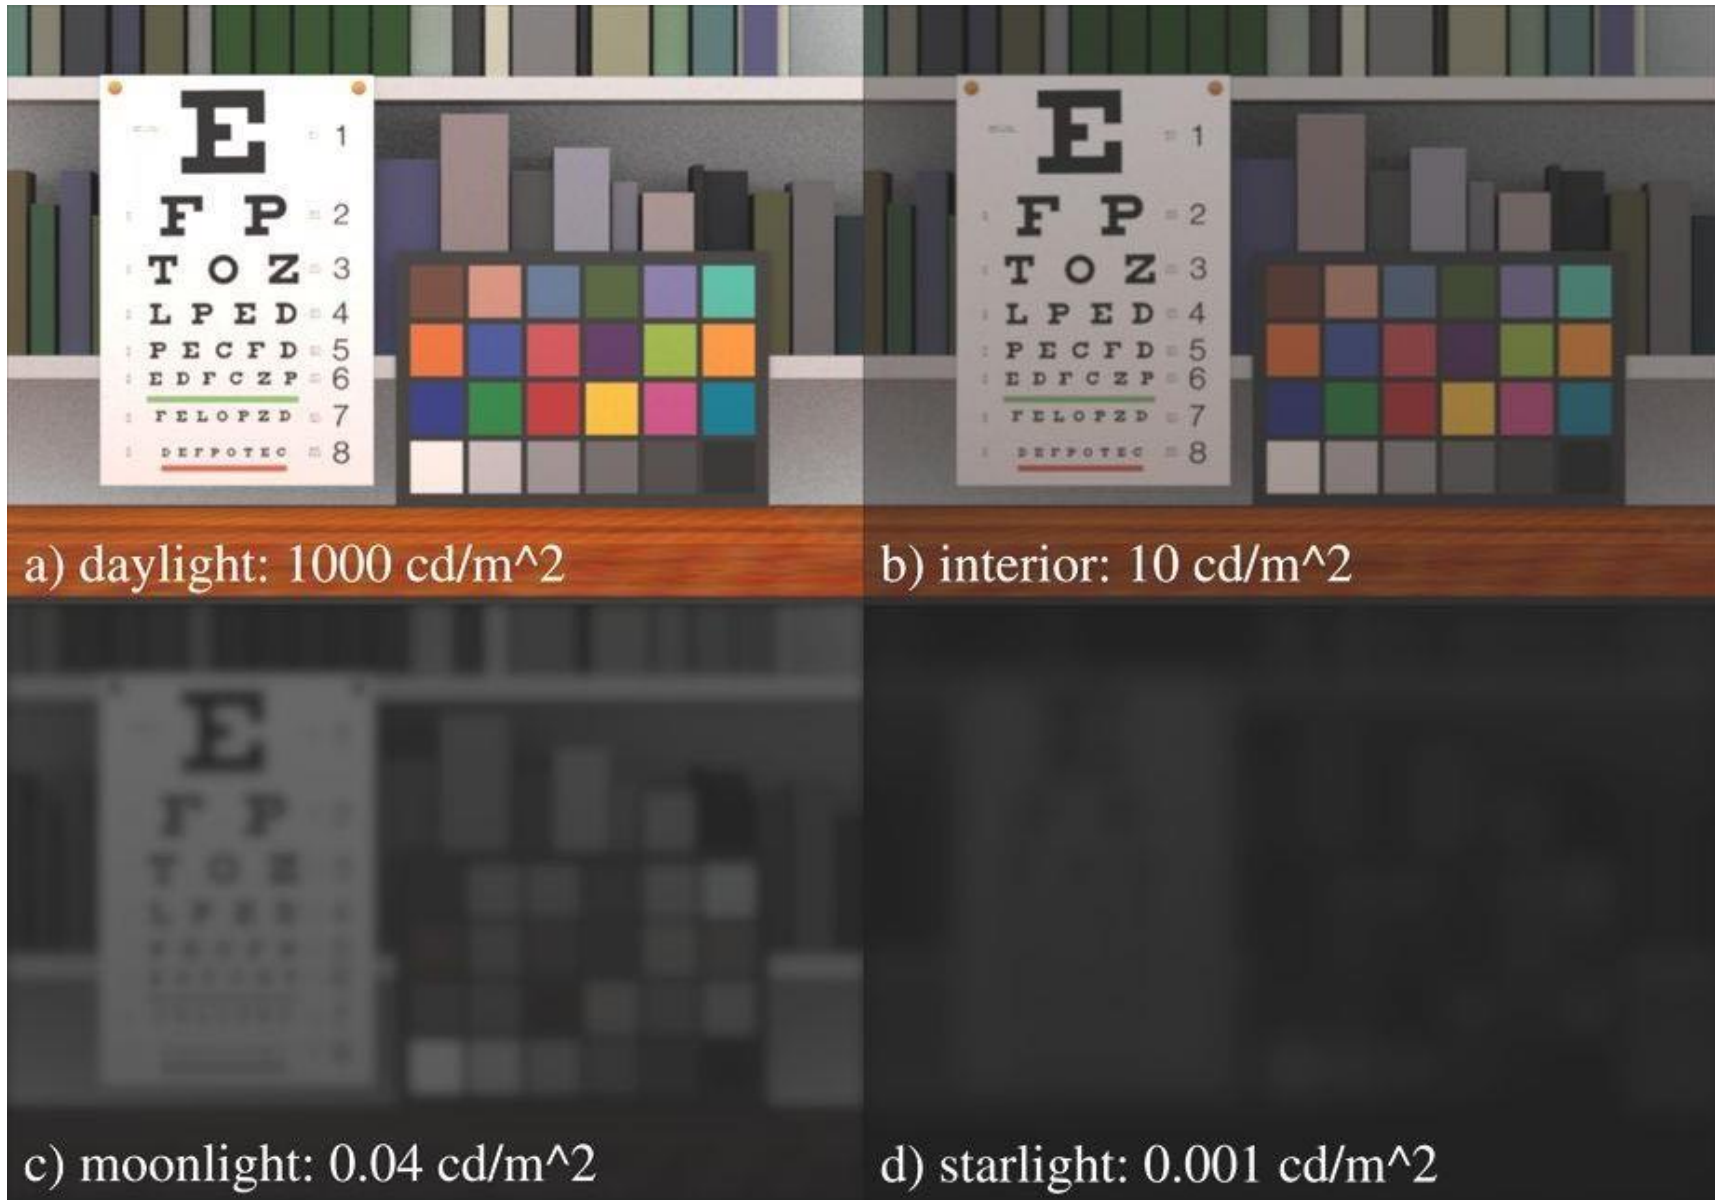 E 1
F P 2
T O Z 3
L P E D 4
P E C F D 5
E D F C Z P 6
F E L O P Z D 7
D E F P O T E C 8
a) daylight: 1000 cd/m^2
E 1
F P 2
T O Z 3
L P E D 4
P E C F D 5
E D F C Z P 6
F E L O P Z D 7
D E F P O T E C 8
b) interior: 10 cd/m^2
E
F P
T O Z
L P E D
c) moonlight: 0.04 cd/m^2
d) starlight: 0.001 cd/m^2